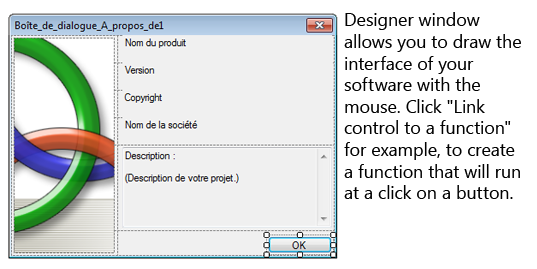 Boîte_de_dialogue_A_propos_de1
Nom du produit
Version
Copyright
Nom de la société
Description :
(Description de votre projet.)
OK
Designer window
allows you to draw the
interface of your
software with the
mouse. Click "Link
control to a function"
for example, to create
a function that will run
at a click on a button.